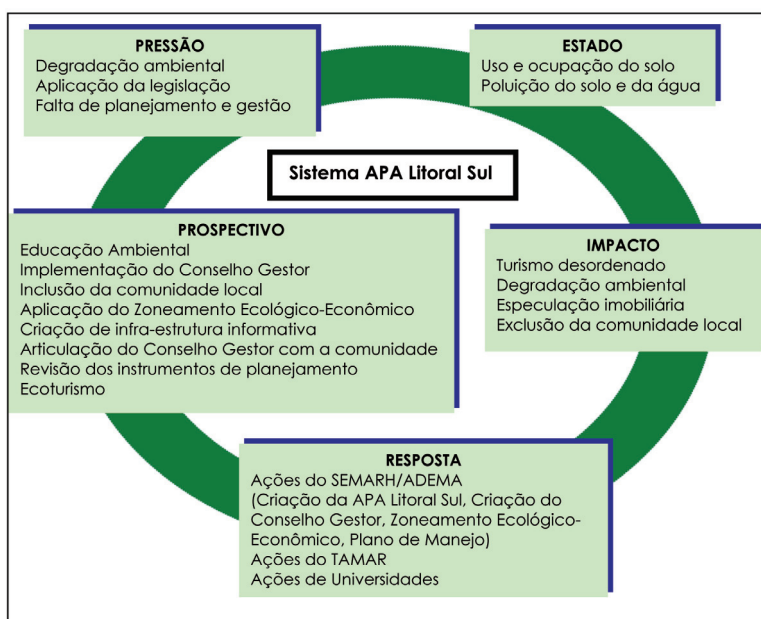 PRESSÃO
Degradação ambiental
Aplicação da legislação
Falta de planejamento e gestão
ESTADO
Uso e ocupação do solo
Poluição do solo e da água
Sistema APA Litoral Sul
PROSPECTIVO
Educação Ambiental
Implementação do Conselho Gestor
Inclusão da comunidade local
Aplicação do Zoneamento Ecológico-Econômico
Criação de infra-estrutura informativa
Articulação do Conselho Gestor com a comunidade
Revisão dos instrumentos de planejamento
Ecoturismo
IMPACTO
Turismo desordenado
Degradação ambiental
Especulação imobiliária
Exclusão da comunidade local
RESPOSTA
Ações do SEMARH/ADEMA
(Criação da APA Litoral Sul, Criação do
Conselho Gestor, Zoneamento Ecológico-
Econômico, Plano de Manejo)
Ações do TAMAR
Ações de Universidades